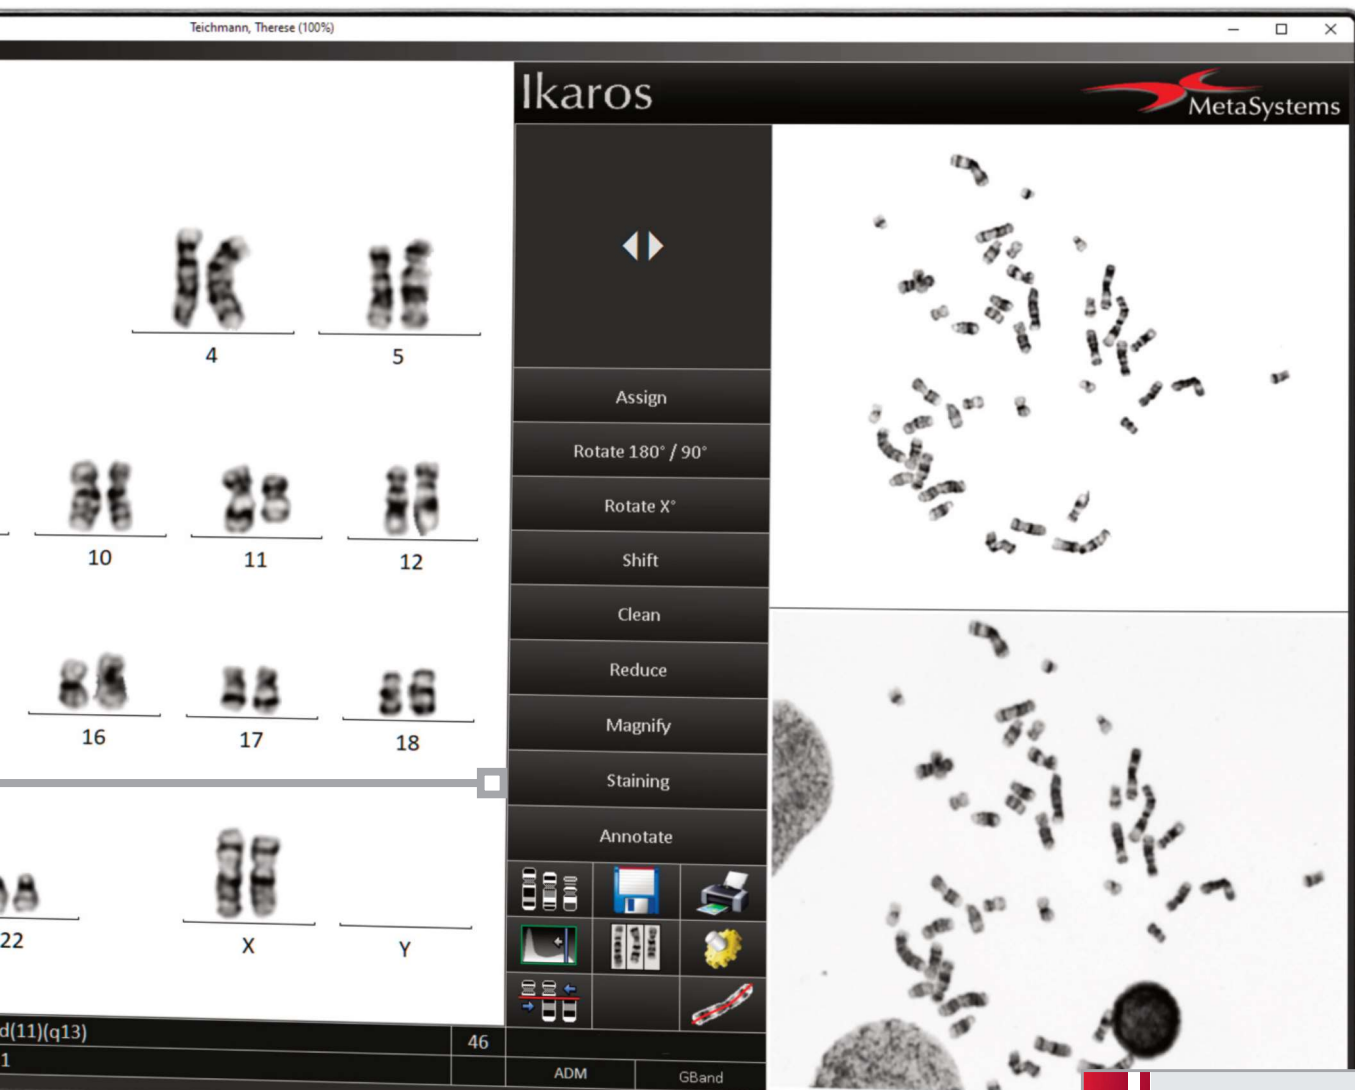 Teichmann, Therese (100%)
Ikaros
MetaSystems
4 5
10 11 12
16 17 18
22 X Y
Assign
Rotate 180° / 90°
Rotate X°
Shift
Clean
Reduce
Magnify
Staining
Annotate
d(11)(q13)
46
1
ADM
GBand